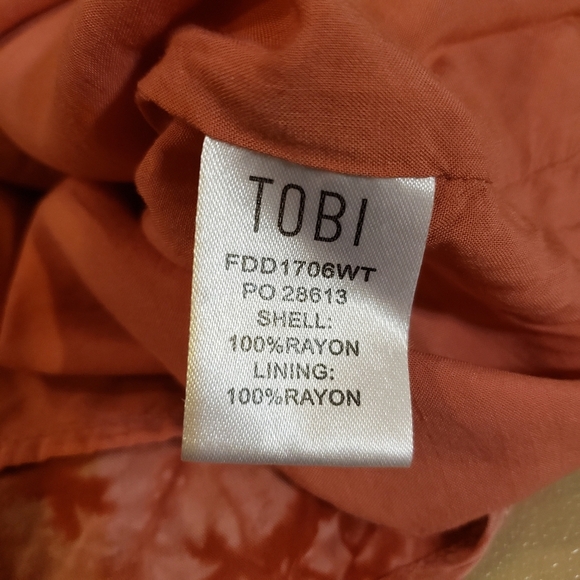 TOBI
FDD1706WT
PO 28613
SHELL:
100%RAYON
LINING:
100%RAYON